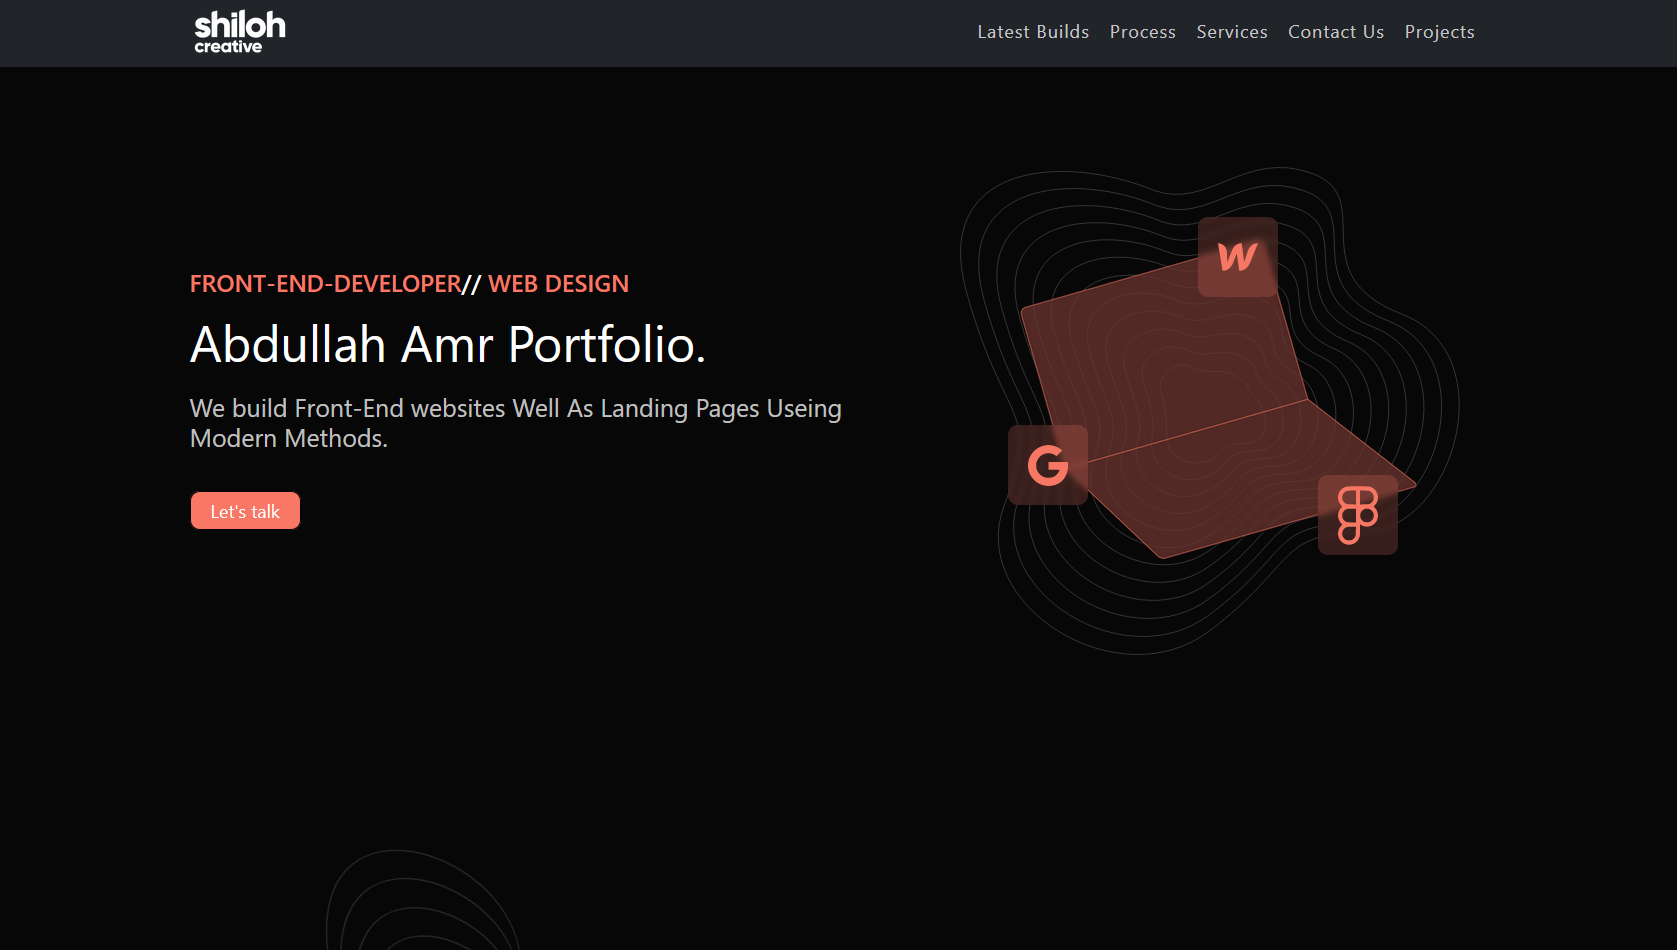 shiloh
creative
Latest Builds Process Services Contact Us Projects
FRONT-END-DEVELOPER// WEB DESIGN
Abdullah Amr Portfolio.
We build Front-End websites Well As Landing Pages Useing
Modern Methods.
Let's talk
W
G